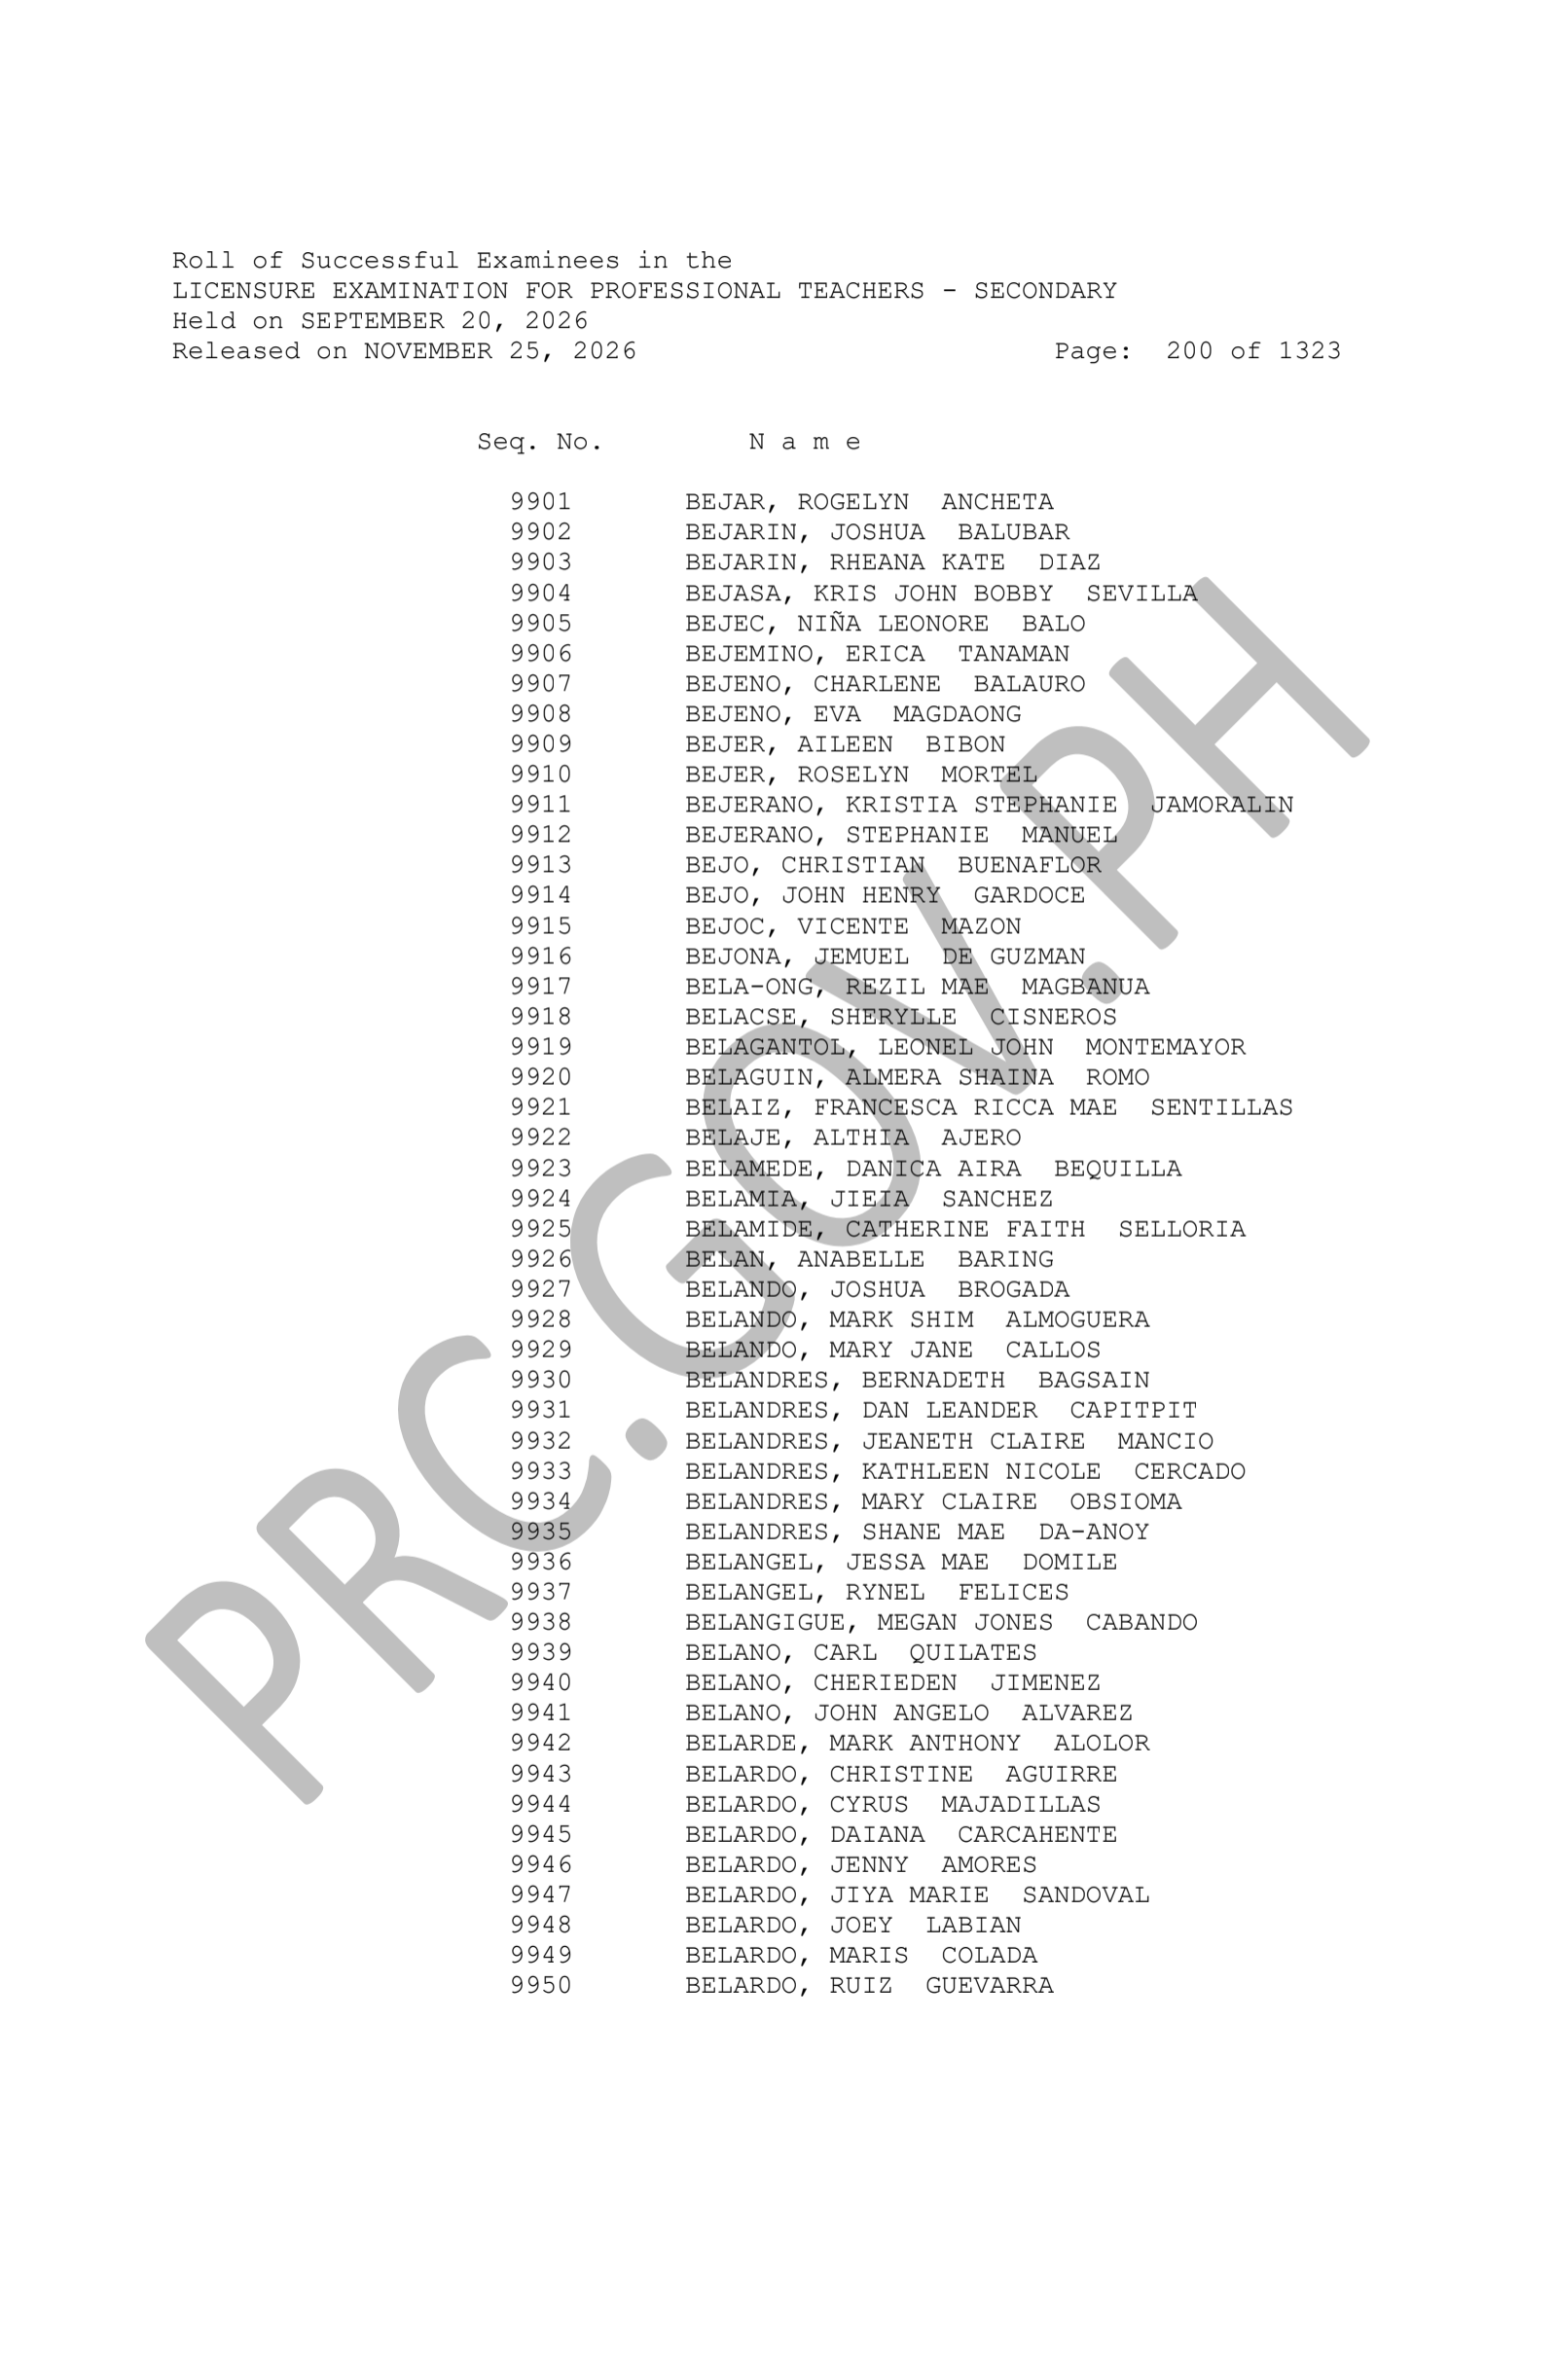 Roll of Successful Examinees in the
LICENSURE EXAMINATION FOR PROFESSIONAL TEACHERS - SECONDARY
Held on SEPTEMBER 20, 2026
Released on NOVEMBER 25, 2026 Page: 200 of 1323
Seq. No. N a m e
9901 BEJAR, ROGELYN ANCHETA
9902 BEJARIN, JOSHUA BALUBAR
9903 BEJARIN, RHEANA KATE DIAZ
9904 BEJASA, KRIS JOHN BOBBY SEVILLA
9905 BEJEC, NIÑA LEONORE BALO
9906 BEJEMINO, ERICA TANAMAN
9907 BEJENO, CHARLENE BALAURO
9908 BEJENO, EVA MAGDAONG
9909 BEJER, AILEEN BIBON
9910 BEJER, ROSELYN MORTEL
9911 BEJERANO, KRISTIA STEPHANIE JAMORALIN
9912 BEJERANO, STEPHANIE MANUEL
9913 BEJO, CHRISTIAN BUENAFLOR
9914 BEJO, JOHN HENRY GARDOCE
9915 BEJOC, VICENTE MAZON
9916 BEJONA, JEMUEL DE GUZMAN
9917 BELA-ONG, REZIL MAE MAGBANUA
9918 BELACSE, SHERYLLE CISNEROS
9919 BELAGANTOL, LEONEL JOHN MONTEMAYOR
9920 BELAGUIN, ALMERA SHAINA ROMO
9921 BELAIZ, FRANCESCA RICCA MAE SENTILLAS
9922 BELAJE, ALTHIA AJERO
9923 BELAMEDE, DANICA AIRA BEQUILLA
9924 BELAMIA, JIEIA SANCHEZ
9925 BELAMIDE, CATHERINE FAITH SELLORIA
9926 BELAN, ANABELLE BARING
9927 BELANDO, JOSHUA BROGADA
9928 BELANDO, MARK SHIM ALMOGUERA
9929 BELANDO, MARY JANE CALLOS
9930 BELANDRES, BERNADETH BAGSAIN
9931 BELANDRES, DAN LEANDER CAPITPIT
9932 BELANDRES, JEANETH CLAIRE MANCIO
9933 BELANDRES, KATHLEEN NICOLE CERCADO
9934 BELANDRES, MARY CLAIRE OBSIOMA
9935 BELANDRES, SHANE MAE DA-ANOY
9936 BELANGEL, JESSA MAE DOMILE
9937 BELANGEL, RYNEL FELICES
9938 BELANGIGUE, MEGAN JONES CABANDO
9939 BELANO, CARL QUILATES
9940 BELANO, CHERIEDEN JIMENEZ
9941 BELANO, JOHN ANGELO ALVAREZ
9942 BELARDE, MARK ANTHONY ALOLOR
9943 BELARDO, CHRISTINE AGUIRRE
9944 BELARDO, CYRUS MAJADILLAS
9945 BELARDO, DAIANA CARCAHENTE
9946 BELARDO, JENNY AMORES
9947 BELARDO, JIYA MARIE SANDOVAL
9948 BELARDO, JOEY LABIAN
9949 BELARDO, MARIS COLADA
9950 BELARDO, RUIZ GUEVARRA
PRC.GOV.PH